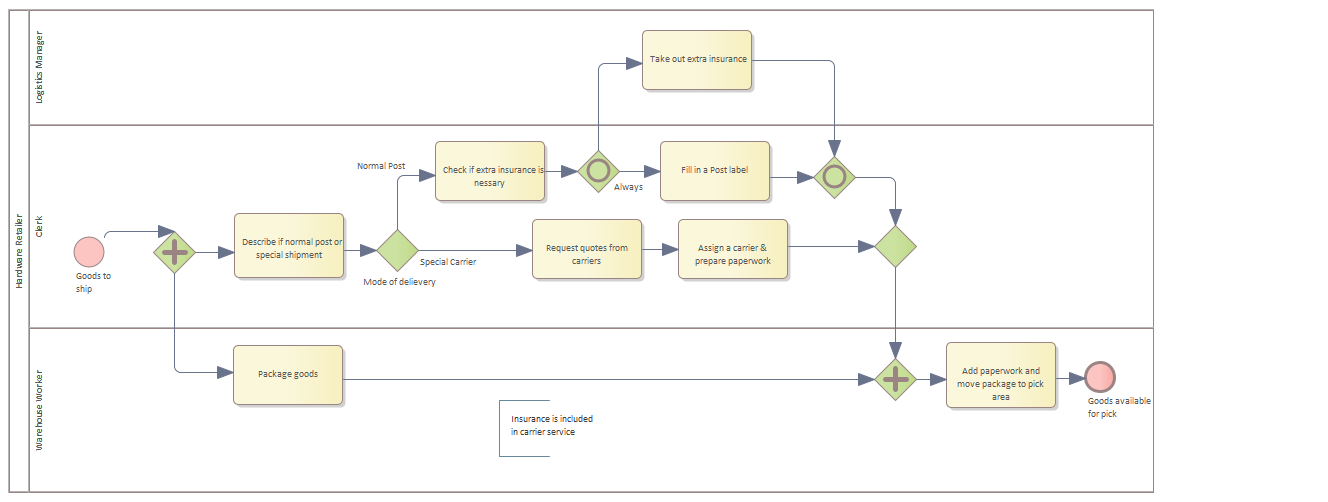 Hardware Retailer
Logistics Manager
Take out extra insurance
Clerk
Normal Post
Check if extra insurance is
nessary
Always
Fill in a Post label
Goods to
ship
Describe if normal post or
special shipment
Special Carrier
Mode of delievery
Request quotes from
carriers
Assign a carrier &
prepare paperwork
Warehouse Worker
Package goods
Insurance is included
in carrier service
Add paperwork and
move package to pick
area
Goods available
for pick